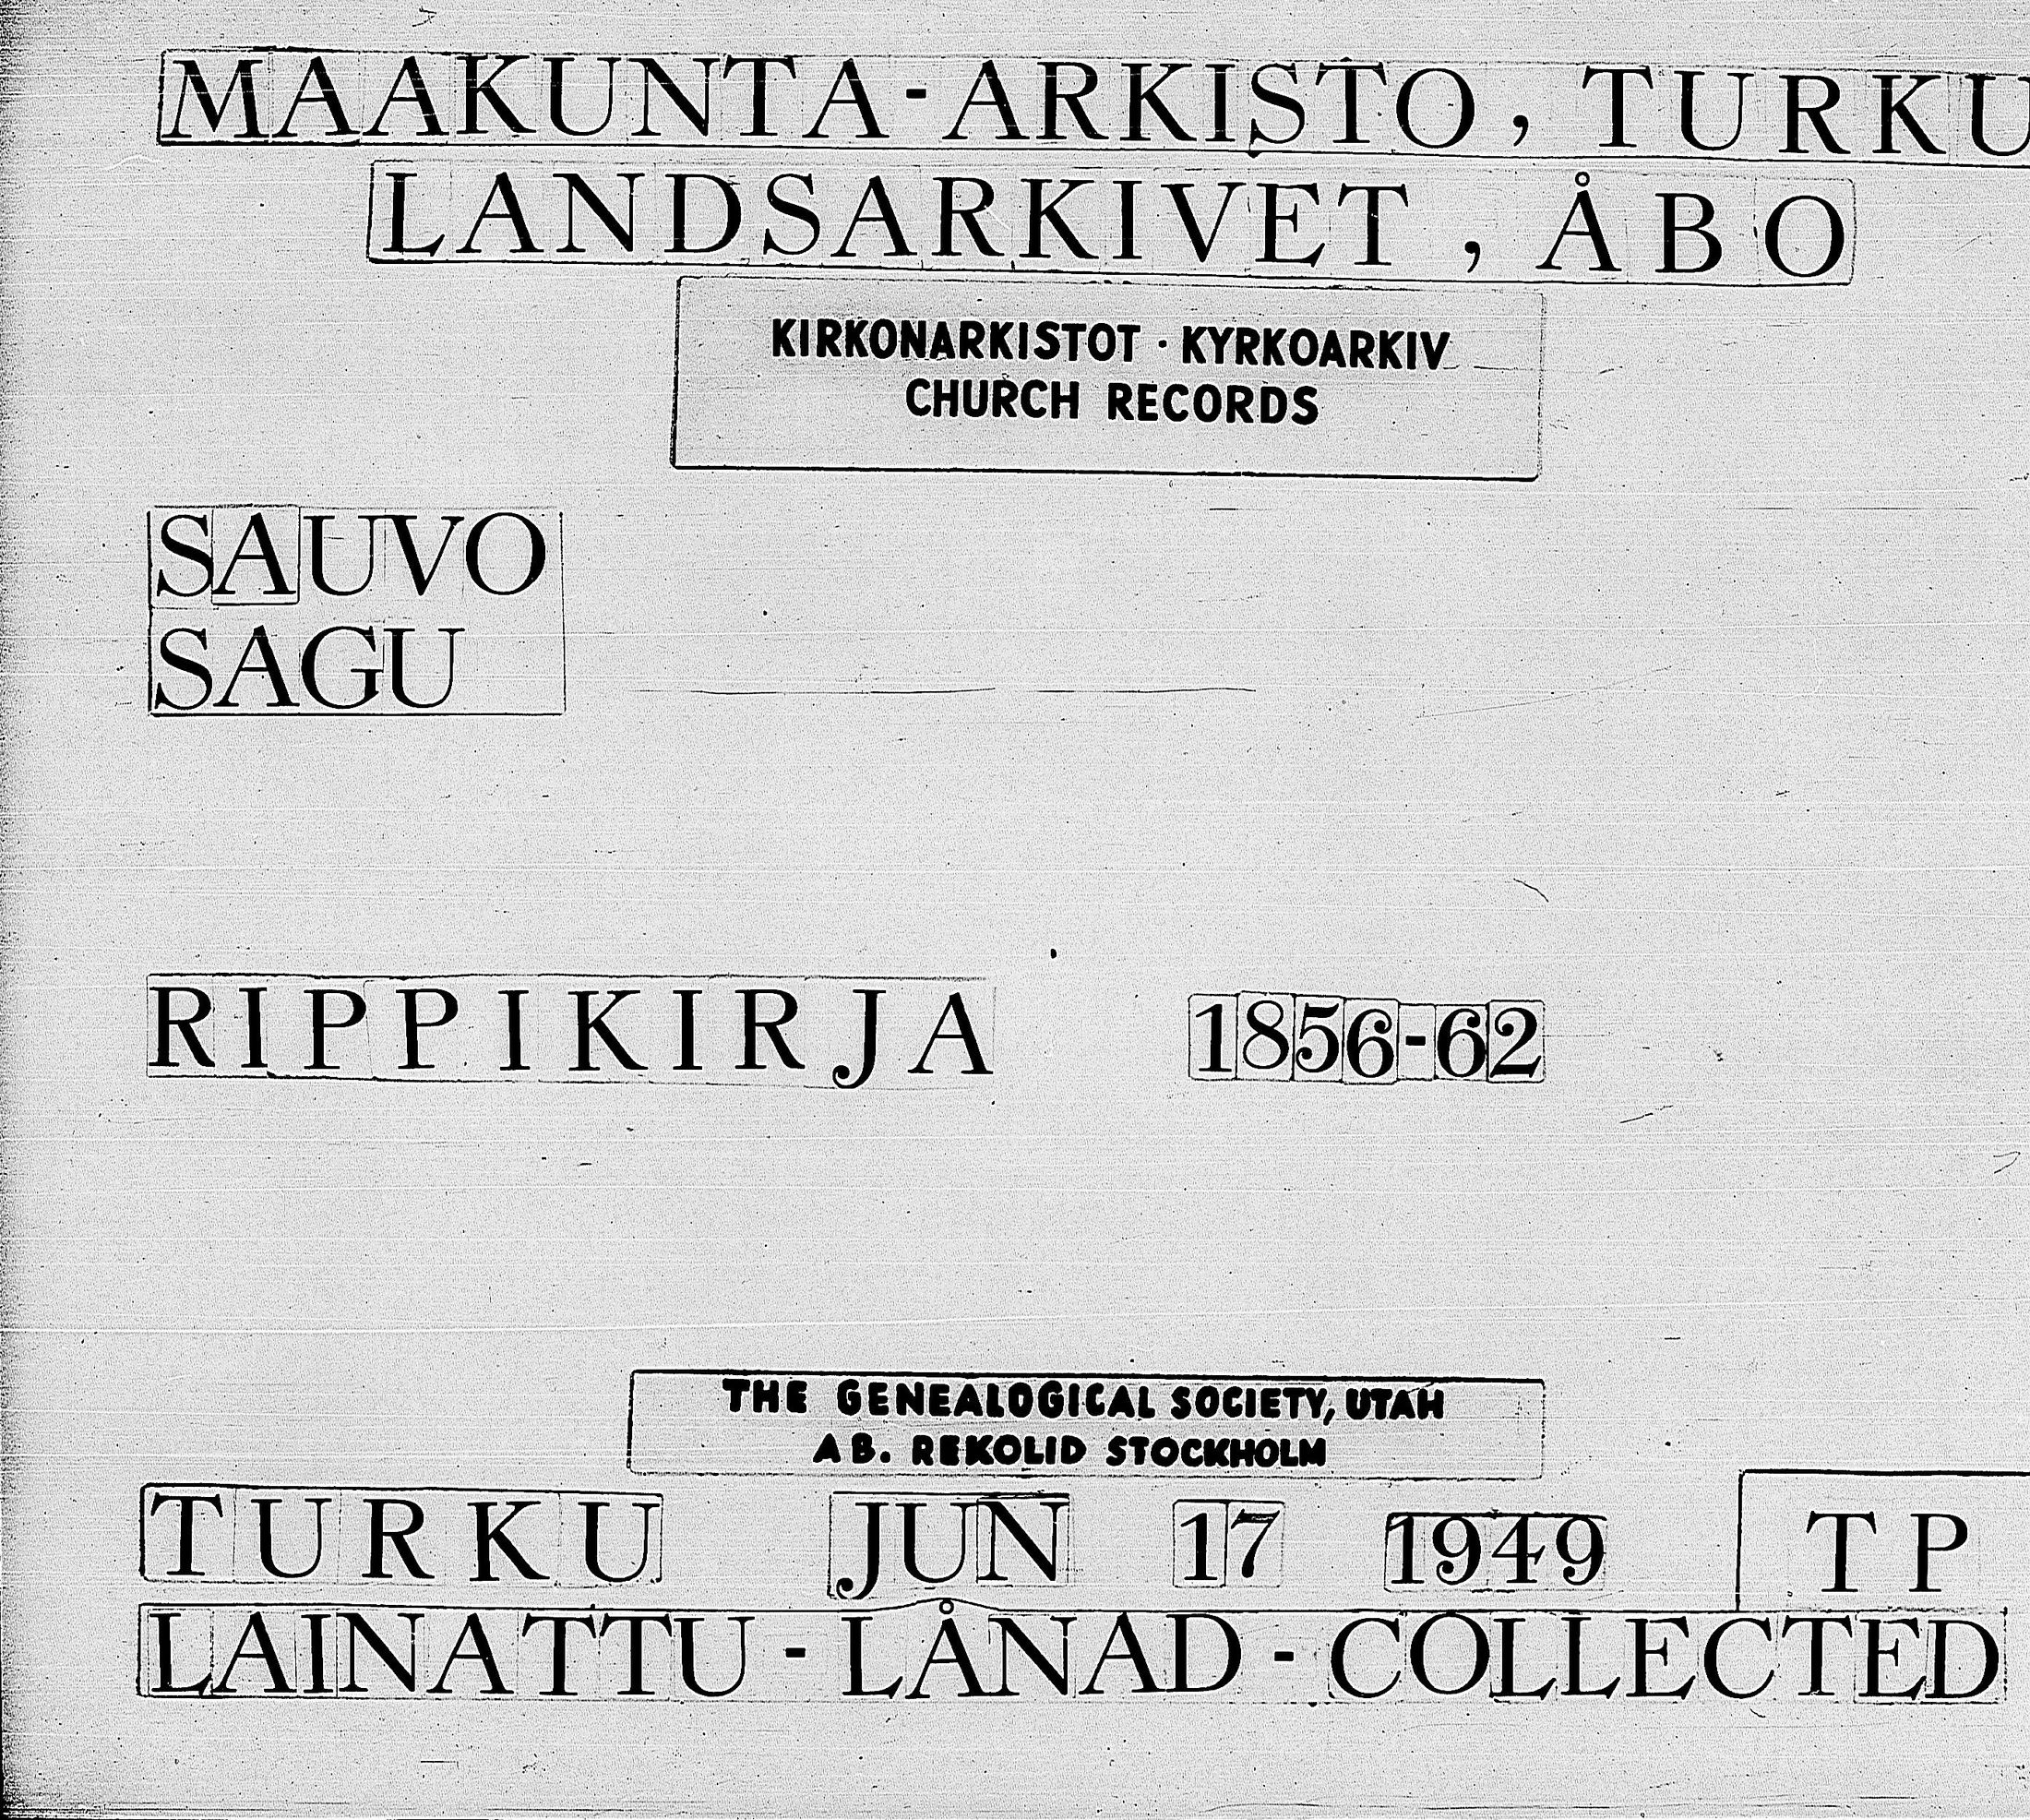 MAAKUNTA-ARKISTO, TURKU
LANDSARKIVET, ÅBO
KIRKONARKISTOT · KYRKOARKIV
CHURCH RECORDS
SAUVO
SAGU
RIPPIKIRJA 1856-62
THE GENEALOGICAL SOCIETY, UTAH
AB. REKOLID STOCKHOLM
TURKU JUN 17 1949 TP
LAINATTU - LÅNAD - COLLECTED